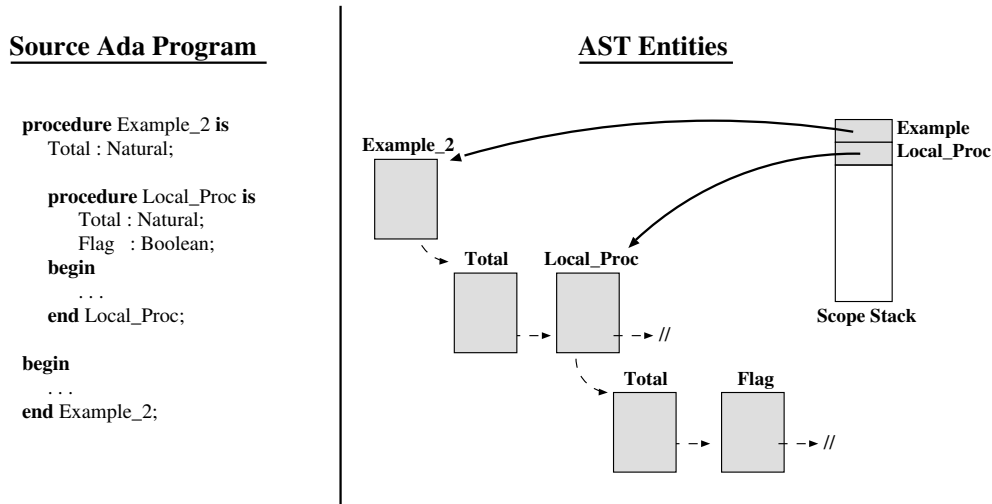 Source Ada Program
procedure Example_2 is
Total : Natural;
procedure Local_Proc is
Total : Natural;
Flag : Boolean;
begin
. . .
end Local_Proc;
begin
. . .
end Example_2;
AST Entities
Example_2
Example
Local_Proc
Total
Local_Proc
//
Scope Stack
Total
Flag
//